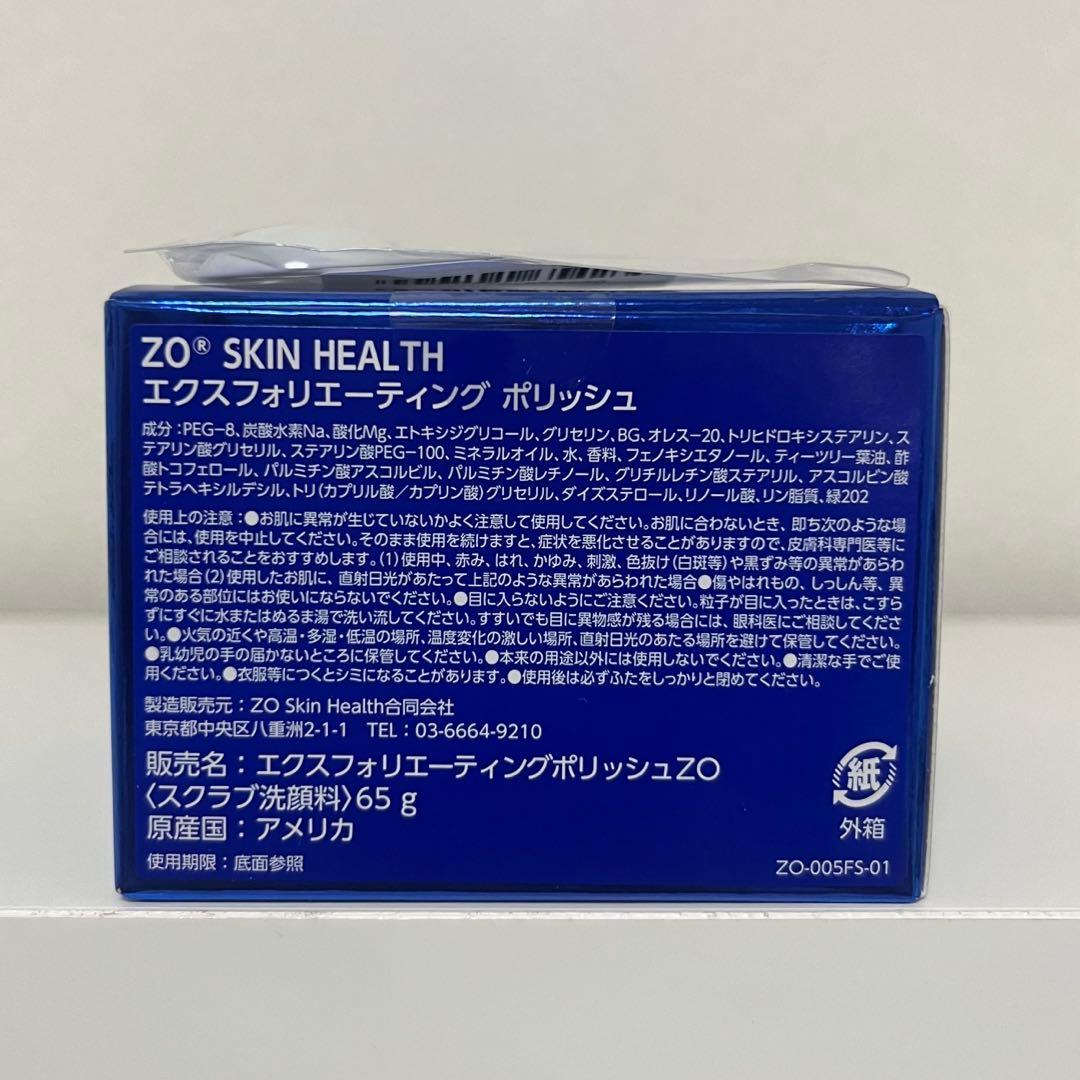 ZO® SKIN HEALTH
エクスフォリエーティング ポリッシュ
成分：PEG−8、炭酸水素Na、酸化Mg、エトキシジグリコール、グリセリン、BG、オレス−20、トリヒドロキシステアリン、ス
テアリン酸グリセリル、ステアリン酸PEG−100、ミネラルオイル、水、香料、フェノキシエタノール、ティーツリー葉油、酢
酸トコフェロール、パルミチン酸アスコルビル、パルミチン酸レチノール、グリチルレチン酸ステアリル、アスコルビン酸
テトラヘキシルデシル、トリ（カプリル酸／カプリン酸）グリセリル、ダイズステロール、リノール酸、リン脂質、緑202
使用上の注意：●お肌に異常が生じていないかよく注意して使用してください。お肌に合わないとき、即ち次のような場
合には、使用を中止してください。そのまま使用を続けますと、症状を悪化させることがありますので、皮膚科専門医等に
ご相談されることをおすすめします。（1）使用中、赤み、はれ、かゆみ、刺激、色抜け（白斑等）や黒ずみ等の異常があらわ
れた場合（2）使用したお肌に、直射日光があたって上記のような異常があらわれた場合●傷やはれもの、しっしん等、異
常のある部位にはお使いにならないでください。●目に入らないようにご注意ください。粒子が目に入ったときは、こすら
ずにすぐに水またはぬるま湯で洗い流してください。すすいでも目に異物感が残る場合には、眼科医にご相談してくださ
い。●火気の近くや高温・多湿・低温の場所、温度変化の激しい場所、直射日光のあたる場所を避けて保管してください。
●乳幼児の手の届かないところに保管してください。●本来の用途以外には使用しないでください。●清潔な手でご使
用ください。●衣服等につくとシミになることがあります。●使用後は必ずふたをしっかりと閉めてください。
製造販売元：ZO Skin Health合同会社
東京都中央区八重洲2-1-1 TEL：03-6664-9210
販売名：エクスフォリエーティングポリッシュZO
〈スクラブ洗顔料〉65 g
原産国：アメリカ
使用期限：底面参照
紙
外箱
ZO-005FS-01